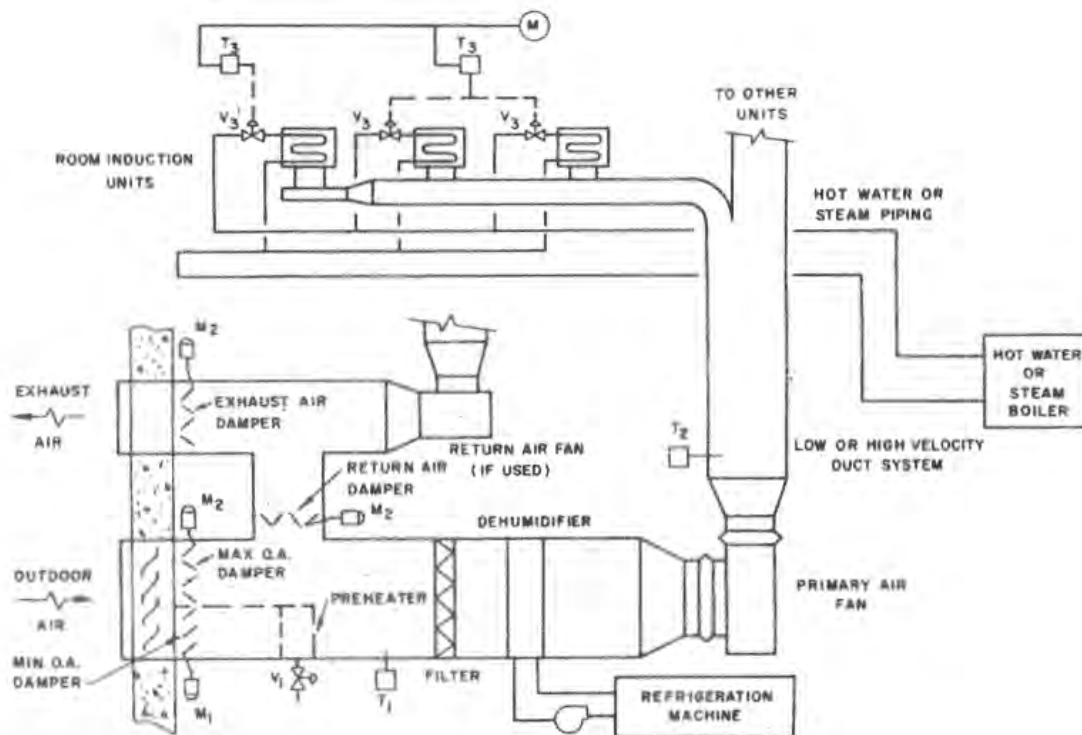 M
T3
T3
TO OTHER
UNITS
V3
V3
V3
ROOM INDUCTION
UNITS
HOT WATER OR
STEAM PIPING
M2
HOT WATER
OR
STEAM
BOILER
EXHAUST
AIR
EXHAUST AIR
DAMPER
RETURN AIR FAN
(IF USED)
T2
LOW OR HIGH VELOCITY
DUCT SYSTEM
RETURN AIR
DAMPER
M2
M2
DEHUMIDIFIER
MAX O.A.
DAMPER
OUTDOOR
AIR
PREHEATER
PRIMARY AIR
FAN
MIN O.A.
DAMPER
M1
V1
T1
FILTER
REFRIGERATION
MACHINE